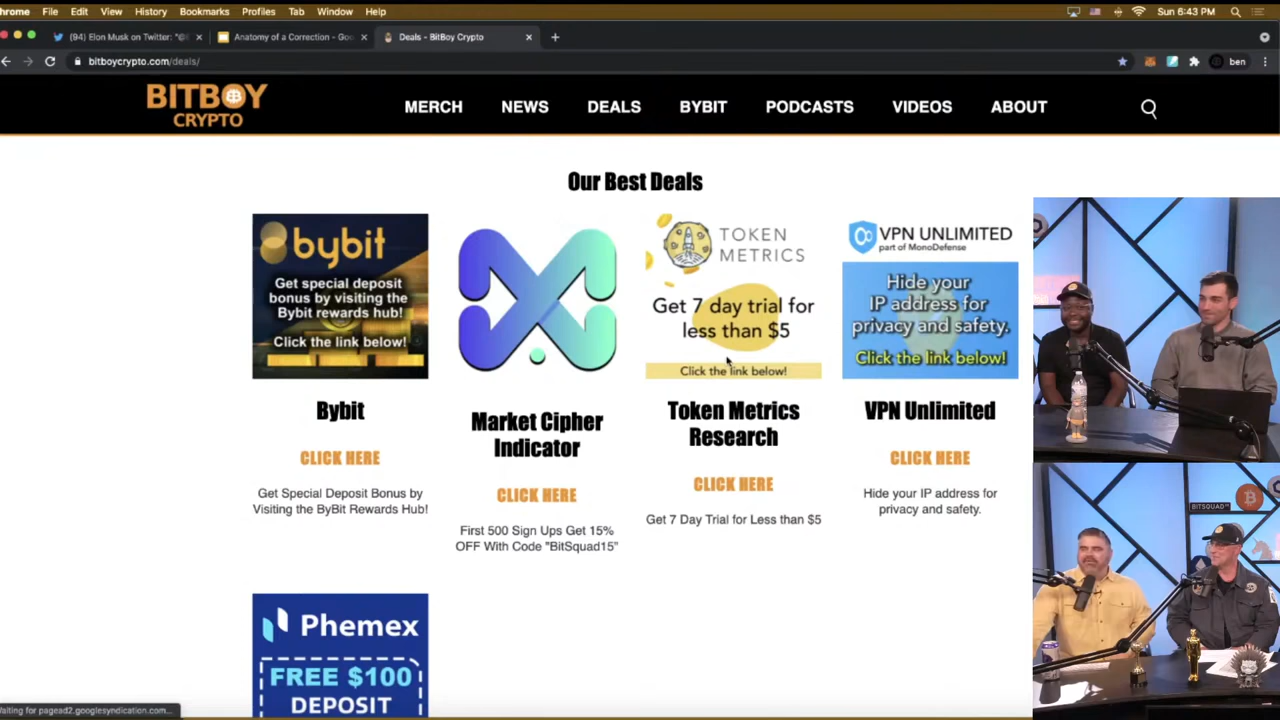 Chrome File Edit View History Bookmarks Profiles Tab Window Help
Sun 6:43 PM
(94) Elon Musk on Twitter: "@
Anatomy of a Correction - Goo
Deals - BitBoy Crypto
bitboycrypto.com/deals/
ben
BITBOY
CRYPTO
MERCH NEWS DEALS BYBIT PODCASTS VIDEOS ABOUT
Our Best Deals
bybit
Get special deposit
bonus by visiting the
Bybit rewards hub!
Click the link below!
Bybit
CLICK HERE
Get Special Deposit Bonus by
Visiting the ByBit Rewards Hub!
Market Cipher
Indicator
CLICK HERE
First 500 Sign Ups Get 15%
OFF With Code "BitSquad15"
TOKEN
METRICS
Get 7 day trial for
less than $5
Click the link below!
Token Metrics
Research
CLICK HERE
Get 7 Day Trial for Less than $5
VPN UNLIMITED
part of MonoDefense
Hide your
IP address for
privacy and safety.
Click the link below!
VPN Unlimited
CLICK HERE
Hide your IP address for
privacy and safety.
BITSQUAD
Phemex
FREE $100
DEPOSIT
Waiting for pagead2.googlesyndication.com...